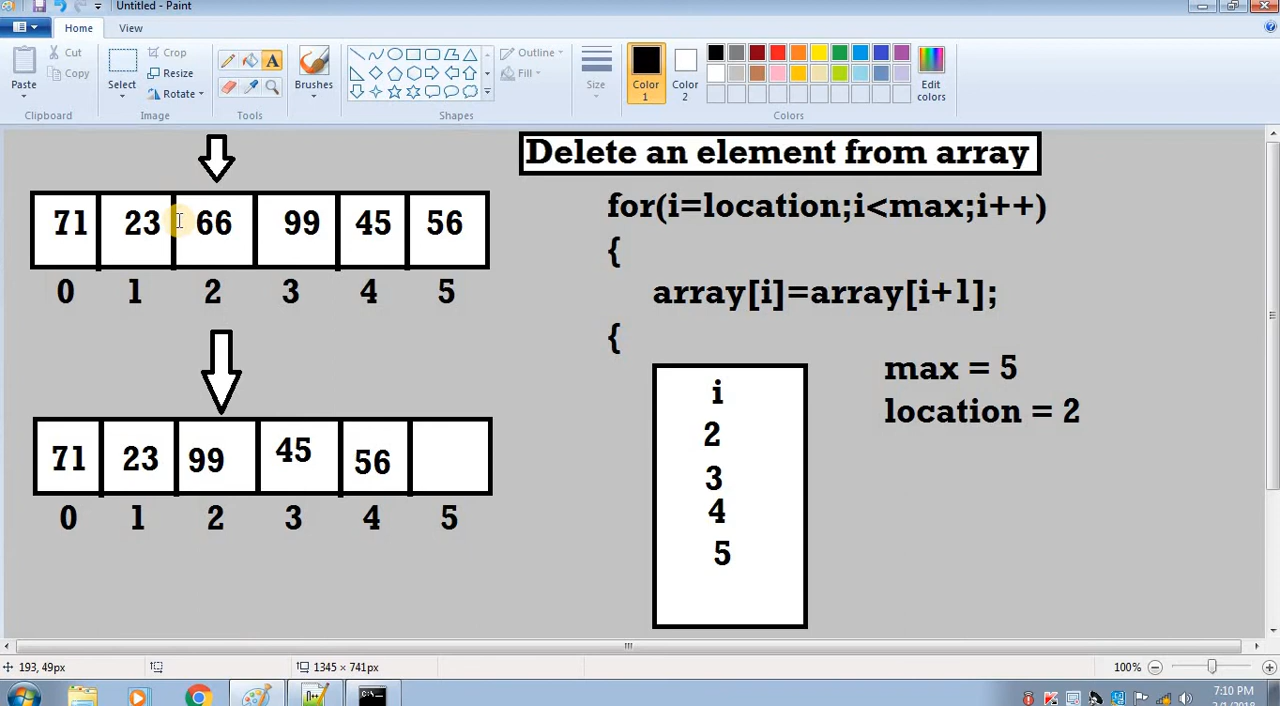 Untitled - Paint
Home View
Cut
Copy
Paste
Clipboard
Select
Crop
Resize
Rotate
Image
A
Tools
Brushes
Shapes
Outline
Fill
Size
Color 1
Color 2
Edit colors
Colors
71 23 66 99 45 56
0 1 2 3 4 5
71 23 99 45 56
0 1 2 3 4 5
Delete an element from array
for(i=location;i<max;i++)
{
array[i]=array[i+1];
{
max = 5
location = 2
i
2
3
4
5
193, 49px
1345 × 741px
100%
7:10 PM